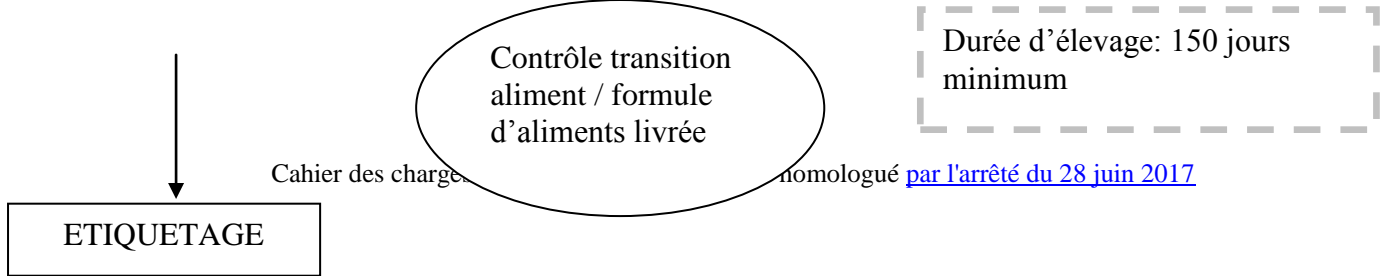 Contrôle transition
aliment / formule
d’aliments livrée
Durée d’élevage: 150 jours
minimum
Cahier des charges homologué par l'arrêté du 28 juin 2017
ETIQUETAGE